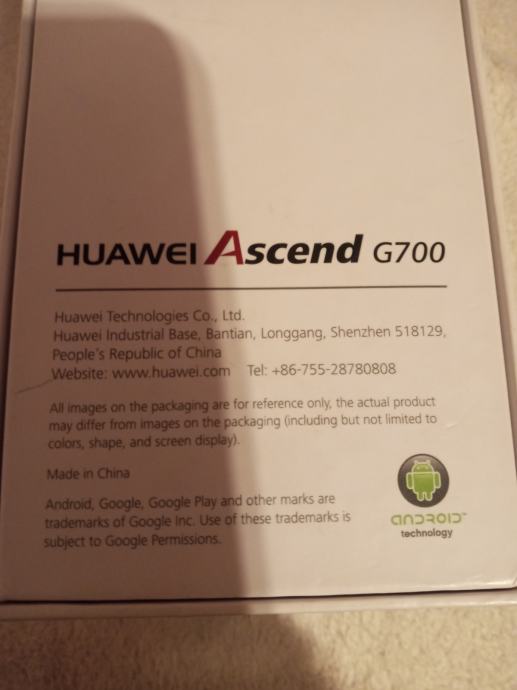 HUAWEI Ascend G700
Huawei Technologies Co., Ltd.
Huawei Industrial Base, Bantian, Longgang, Shenzhen 518129,
People's Republic of China
Website: www.huawei.com Tel: +86-755-28780808
All images on the packaging are for reference only, the actual product
may differ from images on the packaging (including but not limited to
colors, shape, and screen display).
Made in China
Android, Google, Google Play and other marks are
trademarks of Google Inc. Use of these trademarks is
subject to Google Permissions.
ANDROID™
technology